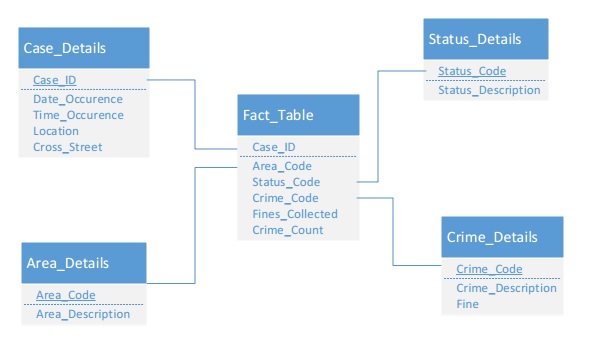 Case_Details
Case_ID
Date_Occurence
Time_Occurence
Location
Cross_Street
Status_Details
Status_Code
Status_Description
Fact_Table
Case_ID
Area_Code
Status_Code
Crime_Code
Fines_Collected
Crime_Count
Area_Details
Area_Code
Area_Description
Crime_Details
Crime_Code
Crime_Description
Fine